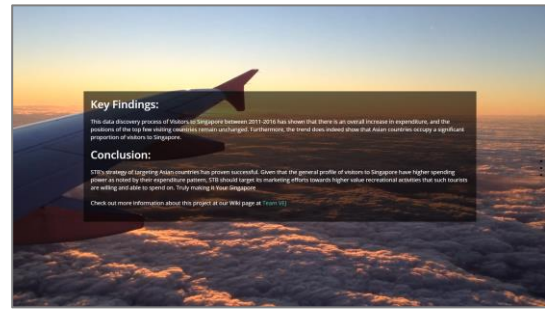 Key Findings:
This data discovery process of Visitors to Singapore between 2011-2016 has shown that there is an overall increase in expenditure, and the
positions of the top few visiting countries remain unchanged. Furthermore, the trend does indeed show that Asian countries occupy a significant
proportion of visitors to Singapore.
Conclusion:
STB's strategy of targeting Asian countries has proven successful. Given that the general profile of visitors to Singapore have higher spending
power as noted by their expenditure pattern, STB should target its marketing efforts towards higher value recreational activities that such tourists
are willing and able to spend on. Truly making it Your Singapore
Check out more information about this project at our Wiki page at Team VEJ